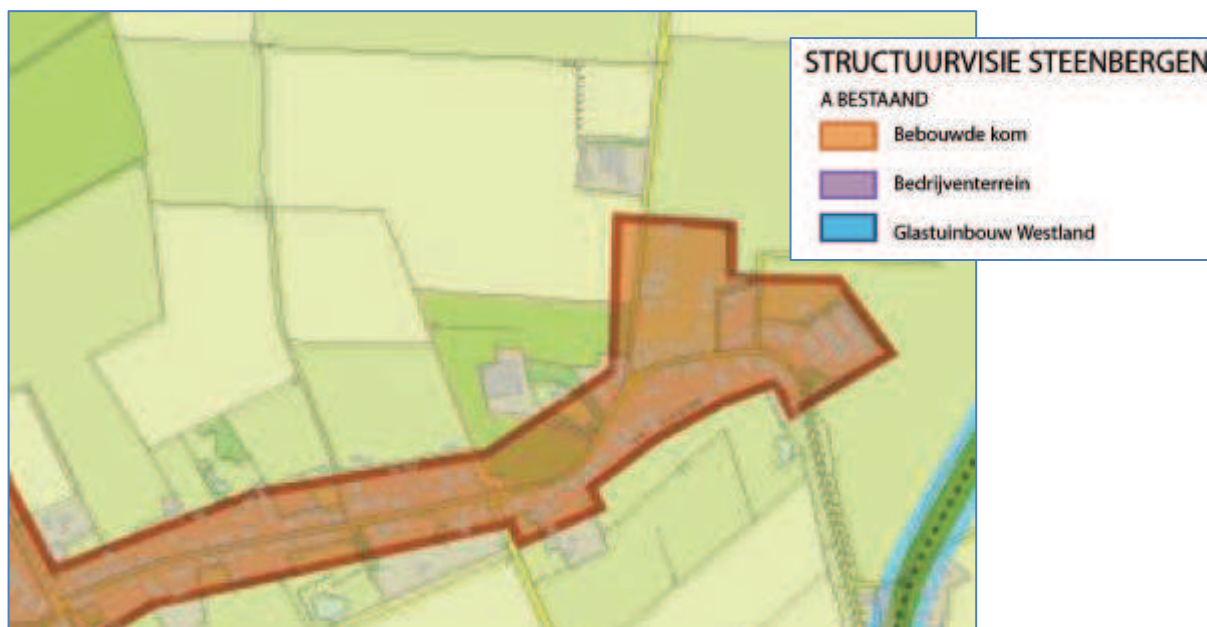 STRUCTUURVISIE STEENBERGEN
A BESTAAND
Bebouwde kom
Bedrijventerrein
Glastuinbouw Westland